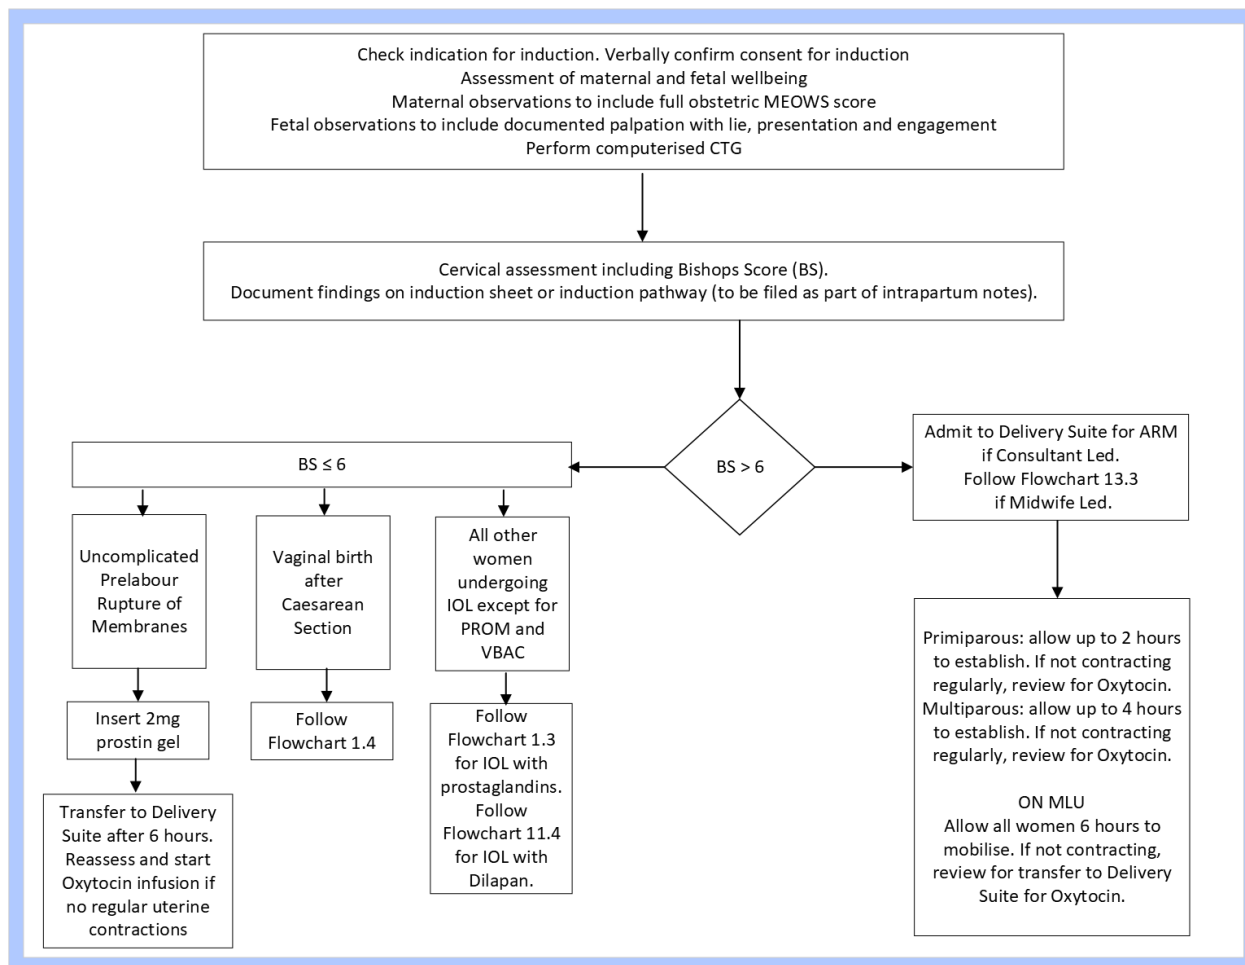 Check indication for induction. Verbally confirm consent for induction
Assessment of maternal and fetal wellbeing
Maternal observations to include full obstetric MEOWS score
Fetal observations to include documented palpation with lie, presentation and engagement
Perform computerised CTG
Cervical assessment including Bishops Score (BS).
Document findings on induction sheet or induction pathway (to be filed as part of intrapartum notes).
BS > 6
BS ≤ 6
Uncomplicated
Prelabour
Rupture of
Membranes
Insert 2mg
prostin gel
Transfer to Delivery
Suite after 6 hours.
Reassess and start
Oxytocin infusion if
no regular uterine
contractions
Vaginal birth
after
Caesarean
Section
Follow
Flowchart 1.4
All other
women
undergoing
IOL except for
PROM and
VBAC
Follow
Flowchart 1.3
for IOL with
prostaglandins.
Follow
Flowchart 11.4
for IOL with
Dilapan.
Admit to Delivery Suite for ARM
if Consultant Led.
Follow Flowchart 13.3
if Midwife Led.
Primiparous: allow up to 2 hours
to establish. If not contracting
regularly, review for Oxytocin.
Multiparous: allow up to 4 hours
to establish. If not contracting
regularly, review for Oxytocin.
ON MLU
Allow all women 6 hours to
mobilise. If not contracting,
review for transfer to Delivery
Suite for Oxytocin.